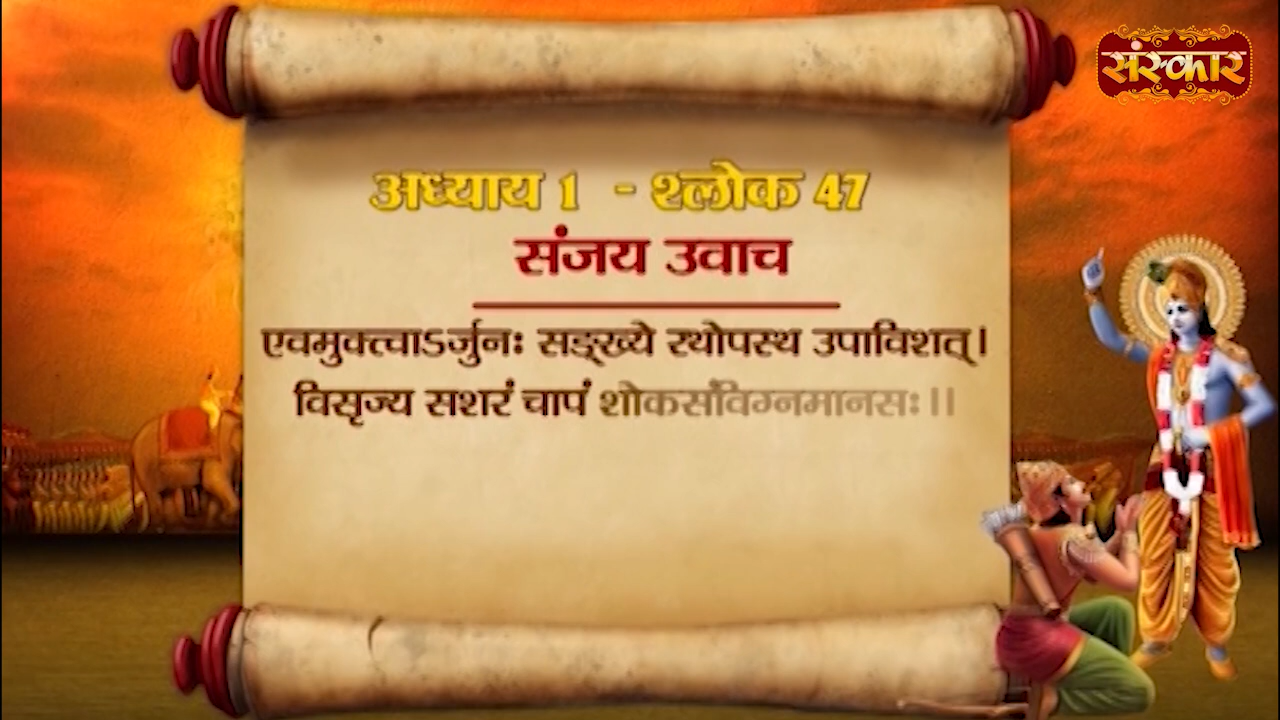 संस्कार
अध्याय 1 - श्लोक 47
संजय उवाच
एवमुक्त्वाऽर्जुनः सङ्ख्ये रथोपस्थ उपाविशत्।
विसृज्य सशरं चापं शोकसंविग्नमानसः।।